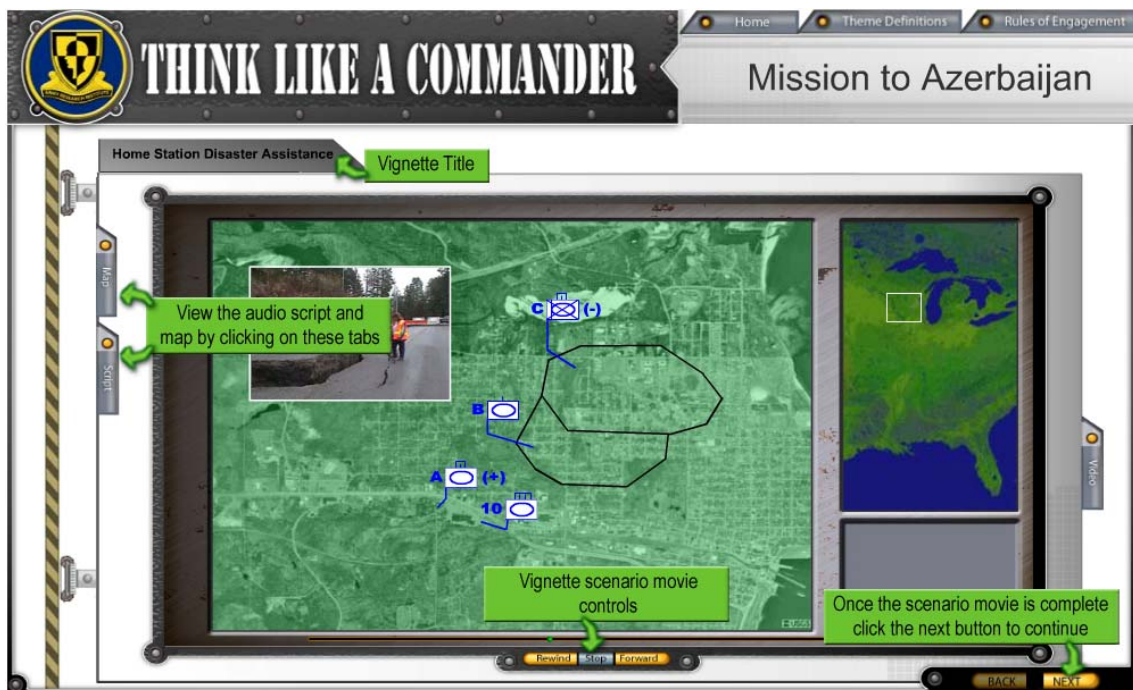 Home
Theme Definitions
Rules of Engagement
THINK LIKE A COMMANDER
Mission to Azerbaijan
Home Station Disaster Assistance
Vignette Title
Map
View the audio script and
map by clicking on these tabs
Script
C (-)
B
A (+)
10
Video
Vignette scenario movie
controls
Once the scenario movie is complete
click the next button to continue
Rewind
Stop
Forward
BACK
NEXT